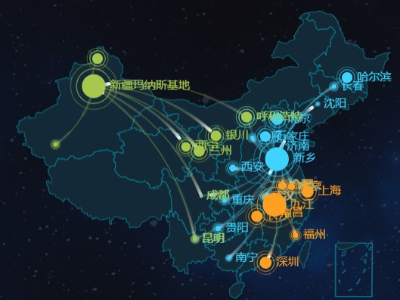 哈尔滨
新疆玛纳斯基地
长春
沈阳
呼和浩特
银川
石家庄
兰州
济南
新乡
西安
成都
重庆
上海
九江
贵阳
福州
昆明
南宁
深圳